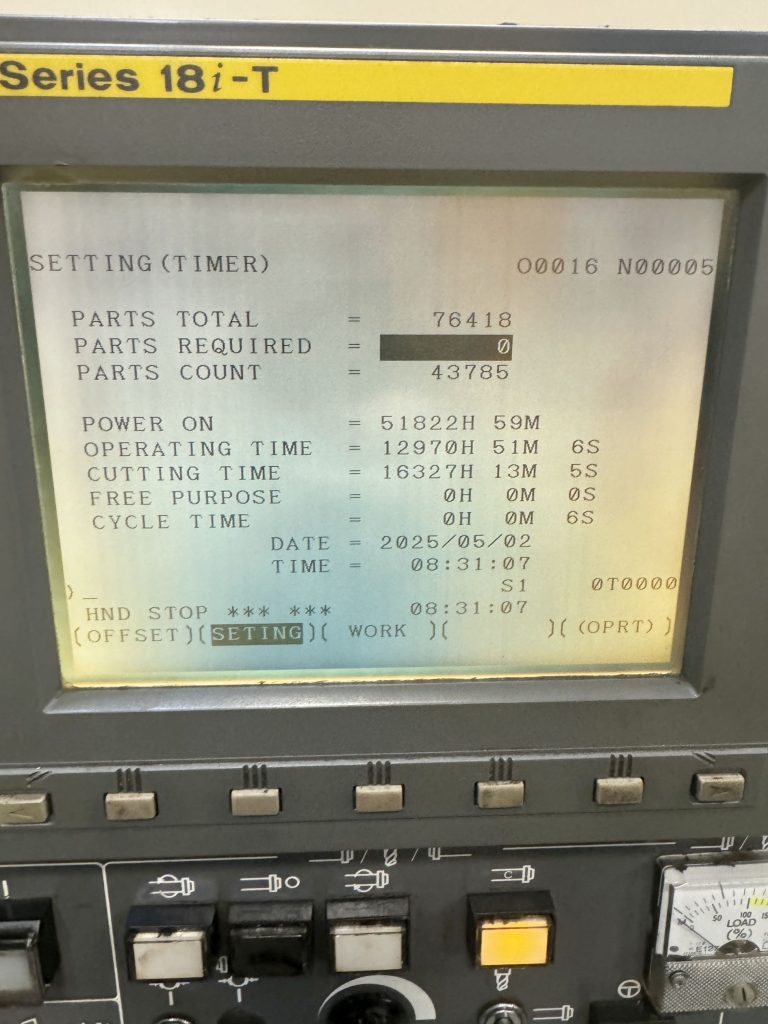 Series 18i-T
SETTING(TIMER) O0016 N00005
PARTS TOTAL = 76418
PARTS REQUIRED = 0
PARTS COUNT = 43785
POWER ON = 51822H 59M
OPERATING TIME = 12970H 51M 6S
CUTTING TIME = 16327H 13M 5S
FREE PURPOSE = 0H 0M 0S
CYCLE TIME = 0H 0M 6S
DATE = 2025/05/02
TIME = 08:31:07
S1 0T0000
)_
HND STOP *** *** 08:31:07
(OFFSET)(SETING)( WORK )( )( (OPRT) )
C
50 100
LOAD
(%)